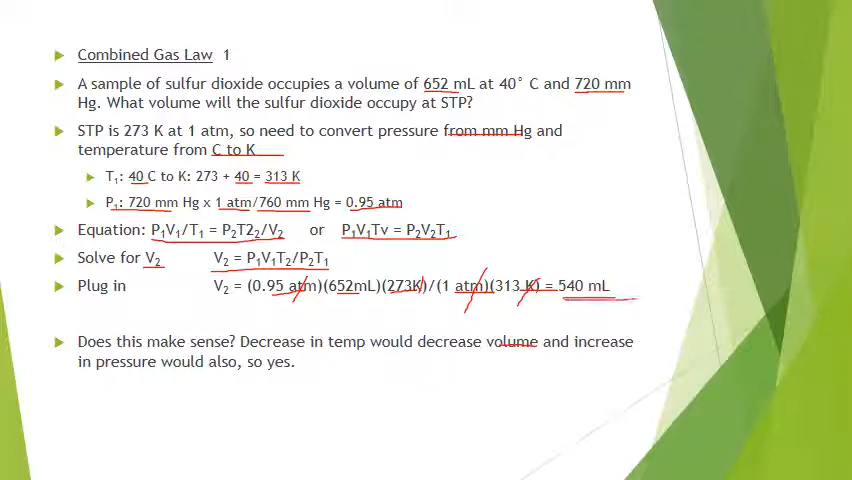 Combined Gas Law 1
A sample of sulfur dioxide occupies a volume of 652 mL at 40° C and 720 mm
Hg. What volume will the sulfur dioxide occupy at STP?
STP is 273 K at 1 atm, so need to convert pressure from mm Hg and
temperature from C to K
T₁: 40 C to K: 273 + 40 = 313 K
P₁: 720 mm Hg x 1 atm/760 mm Hg = 0.95 atm
Equation: P₁V₁/T₁ = P₂T2₂/V₂ or P₁V₁Tv = P₂V₂T₁
Solve for V₂ V₂ = P₁V₁T₂/P₂T₁
Plug in V₂ = (0.95 atm)(652mL)(273K)/(1 atm)(313 K) = 540 mL
Does this make sense? Decrease in temp would decrease volume and increase
in pressure would also, so yes.